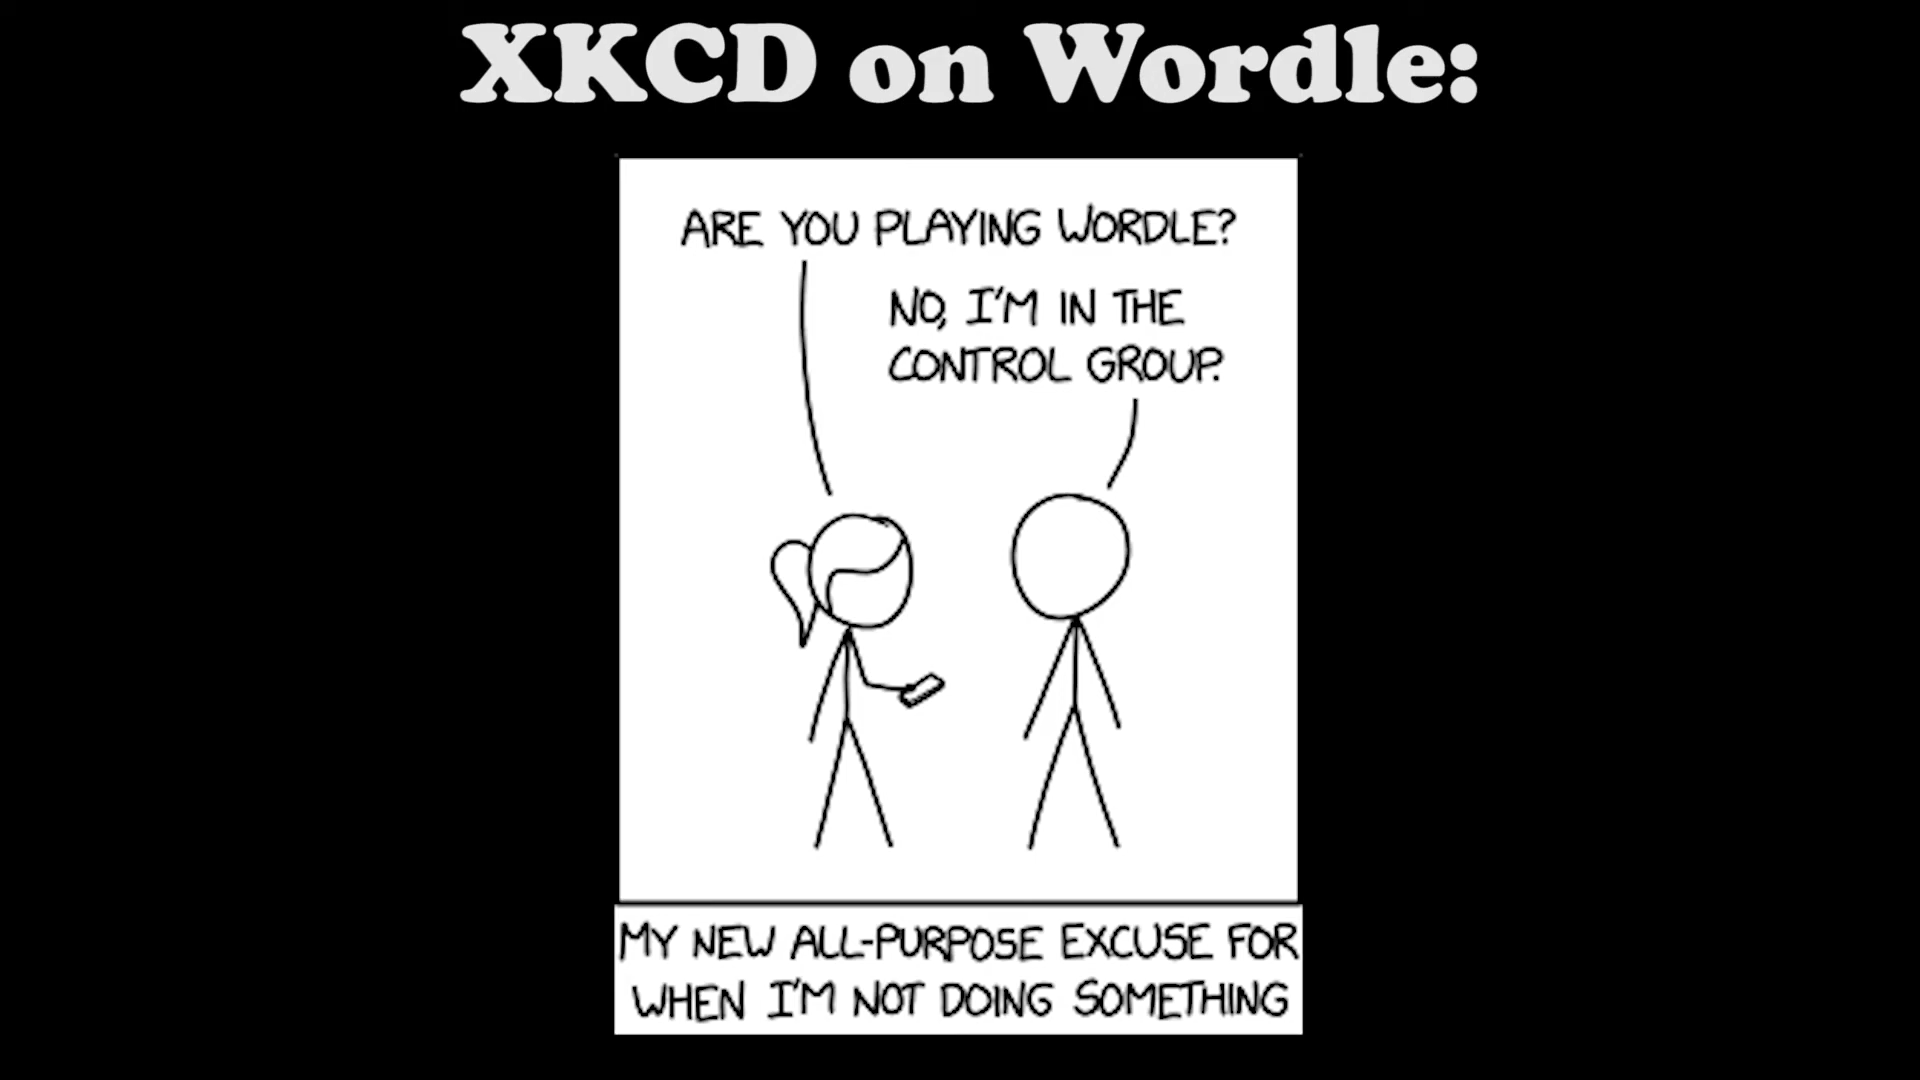 XKCD on Wordle:
ARE YOU PLAYING WORDLE?
NO, I'M IN THE
CONTROL GROUP.
MY NEW ALL-PURPOSE EXCUSE FOR
WHEN I'M NOT DOING SOMETHING